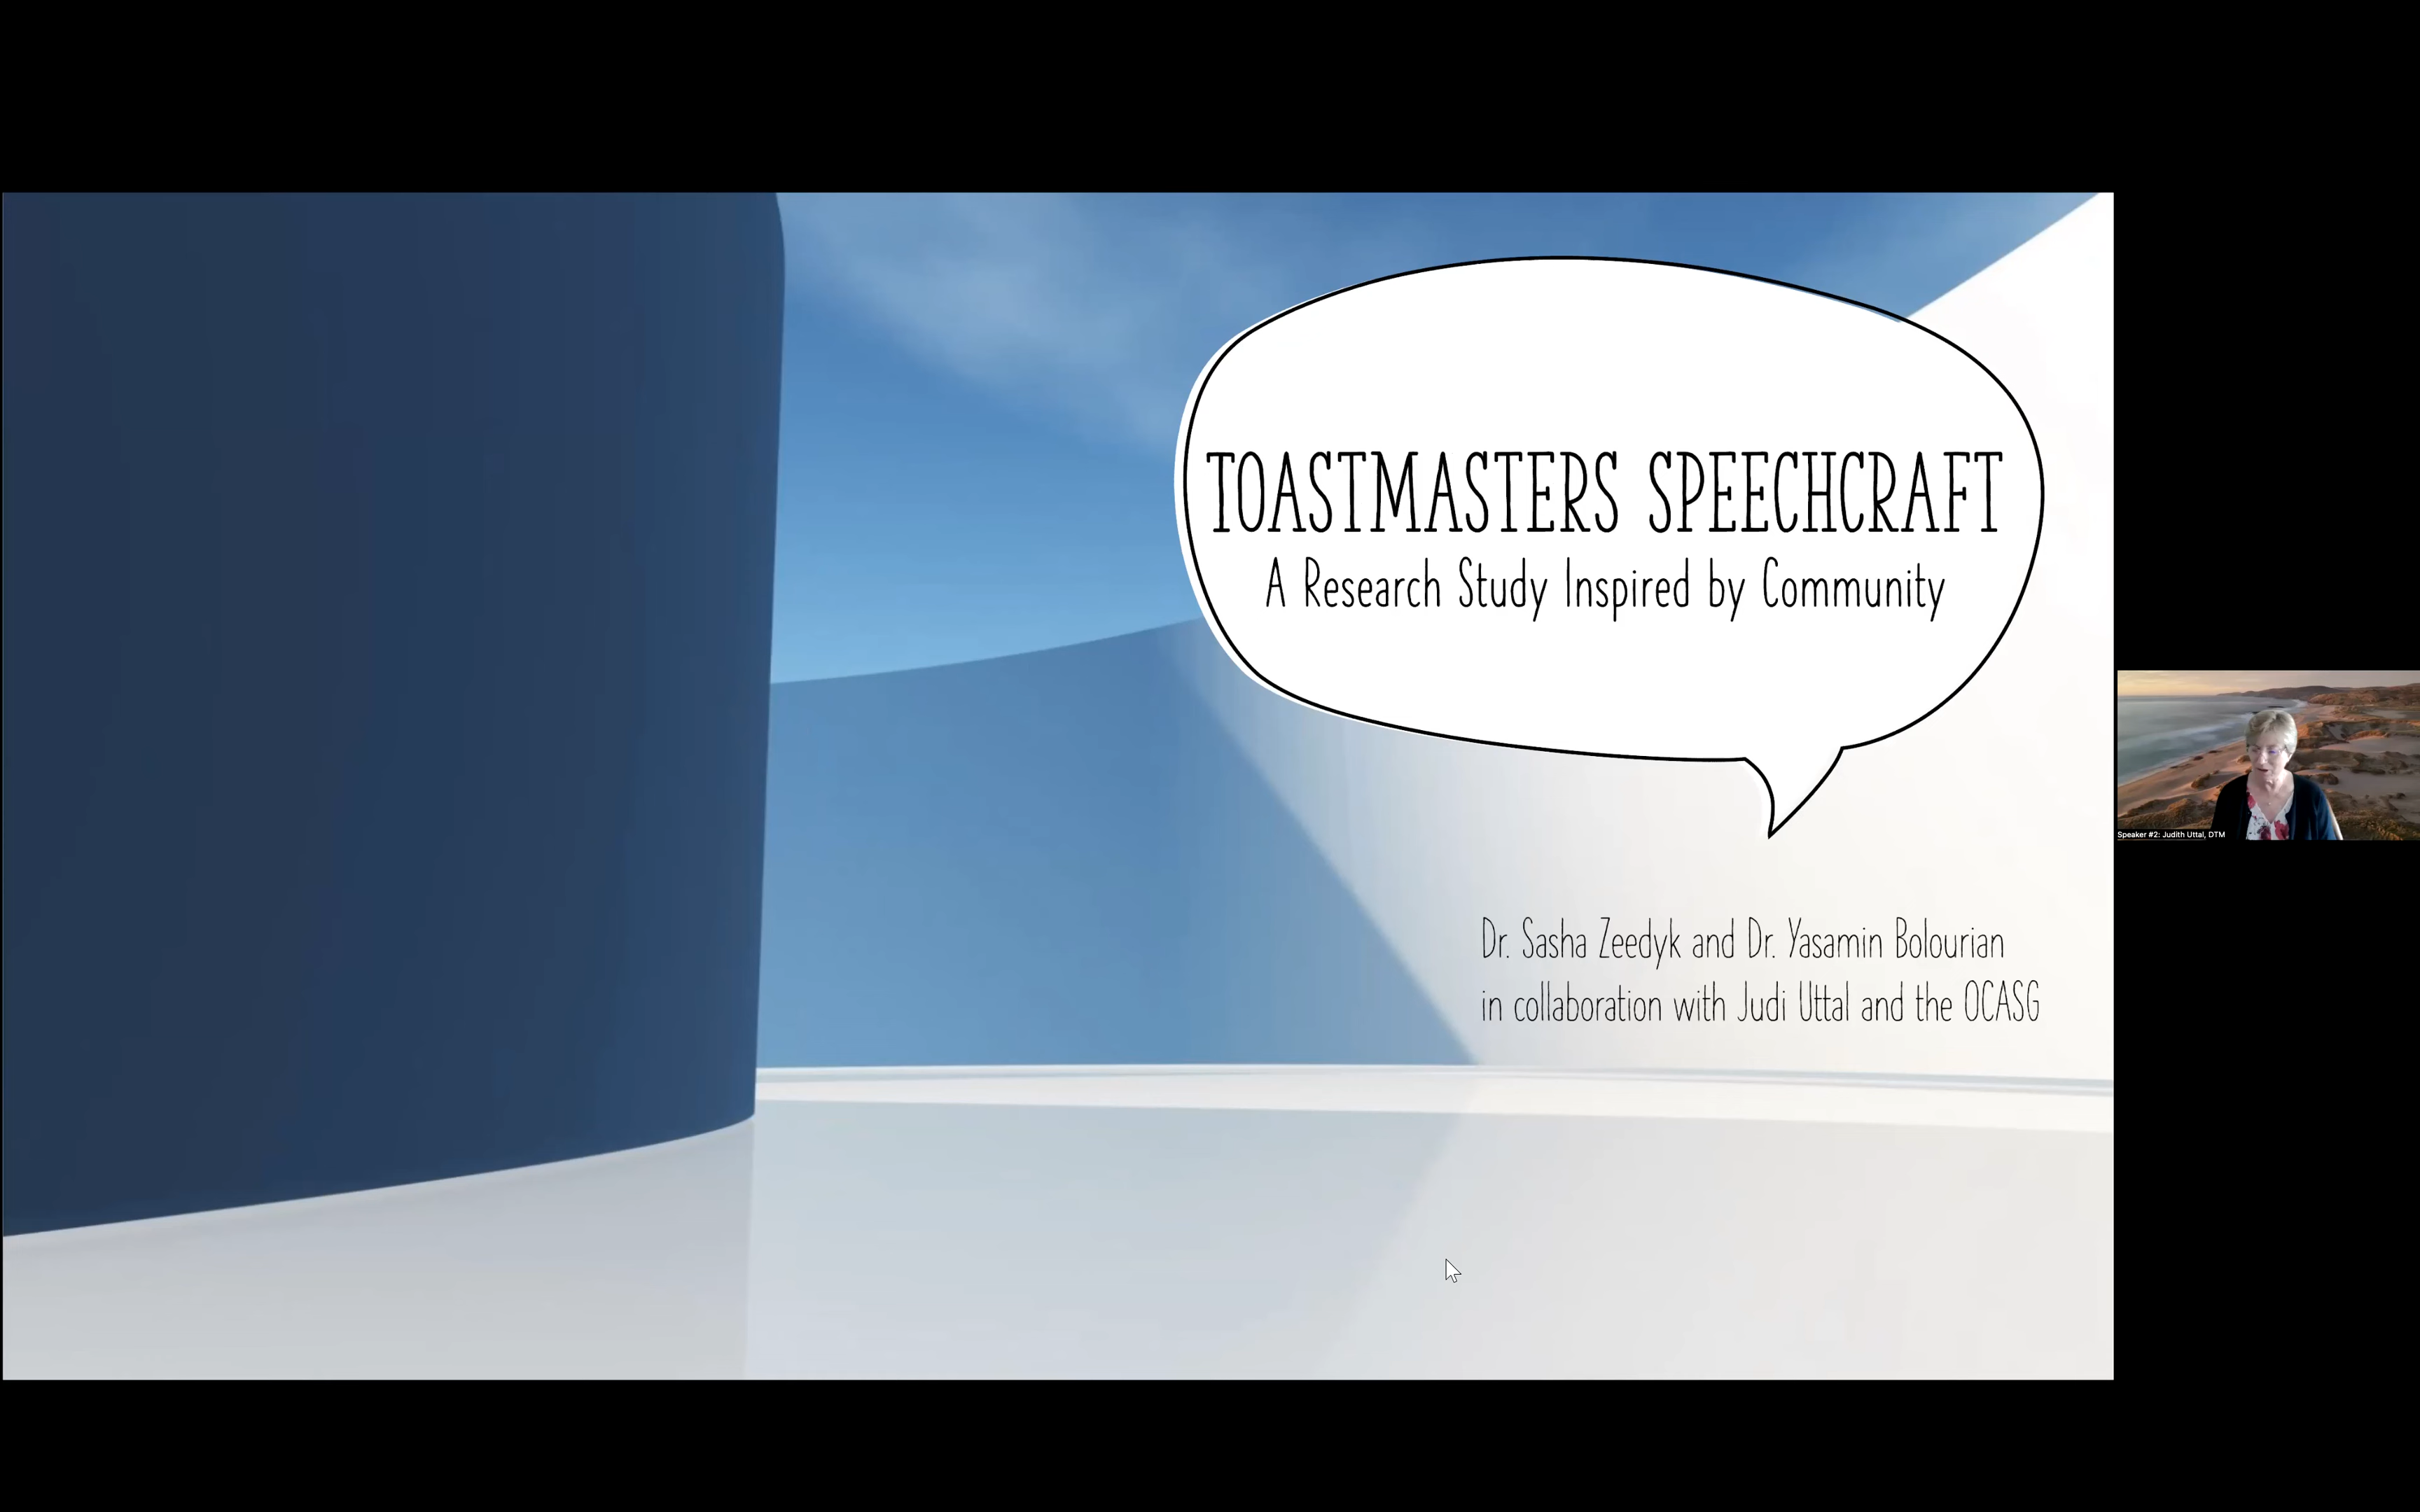 TOASTMASTERS SPEECHCRAFT
A Research Study Inspired by Community
Dr. Sasha Zeedyk and Dr. Yasamin Bolourian
in collaboration with Judi Uttal and the OCASG
Speaker #2: Judith Uttal, DTM